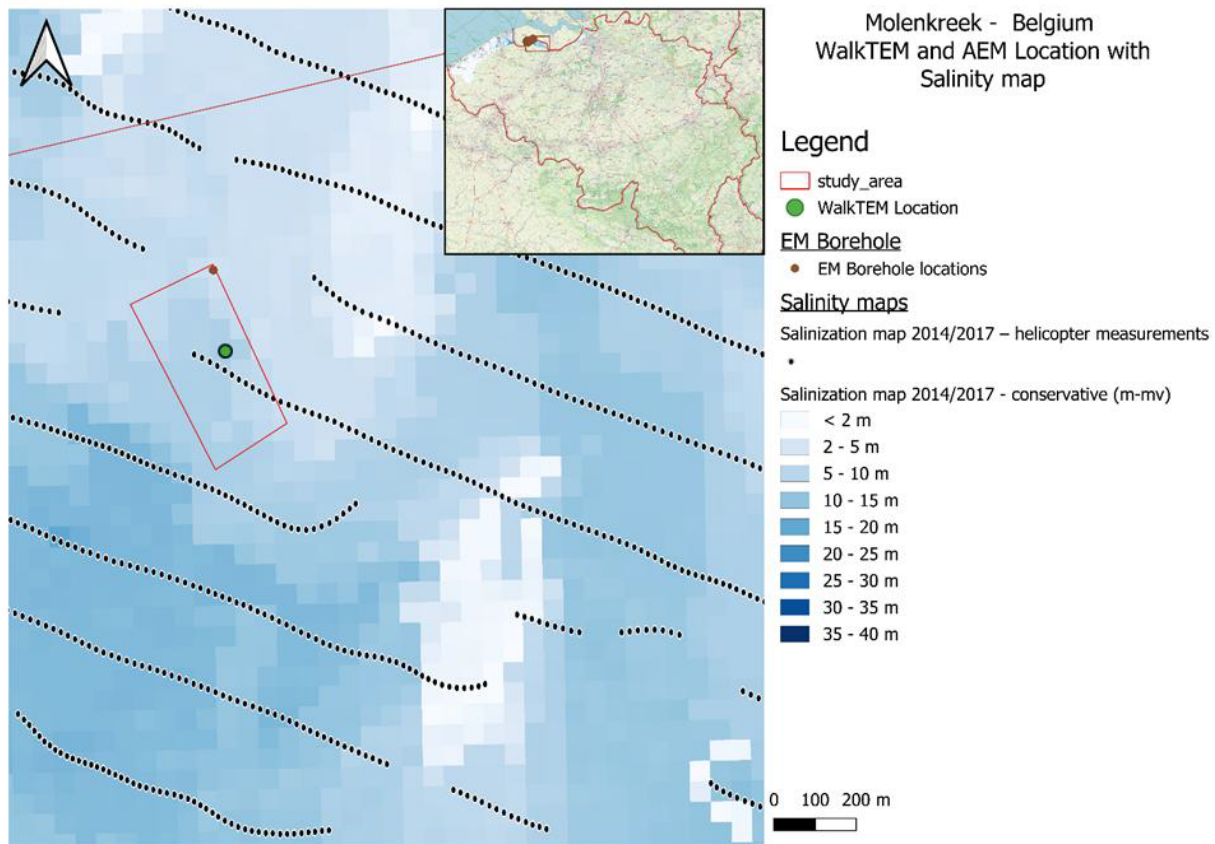 Molenkreek - Belgium
WalkTEM and AEM Location with
Salinity map
Legend
study_area
WalkTEM Location
EM Borehole
EM Borehole locations
Salinity maps
Salinization map 2014/2017 – helicopter measurements
Salinization map 2014/2017 - conservative (m-mv)
< 2 m
2 - 5 m
5 - 10 m
10 - 15 m
15 - 20 m
20 - 25 m
25 - 30 m
30 - 35 m
35 - 40 m
0 100 200 m